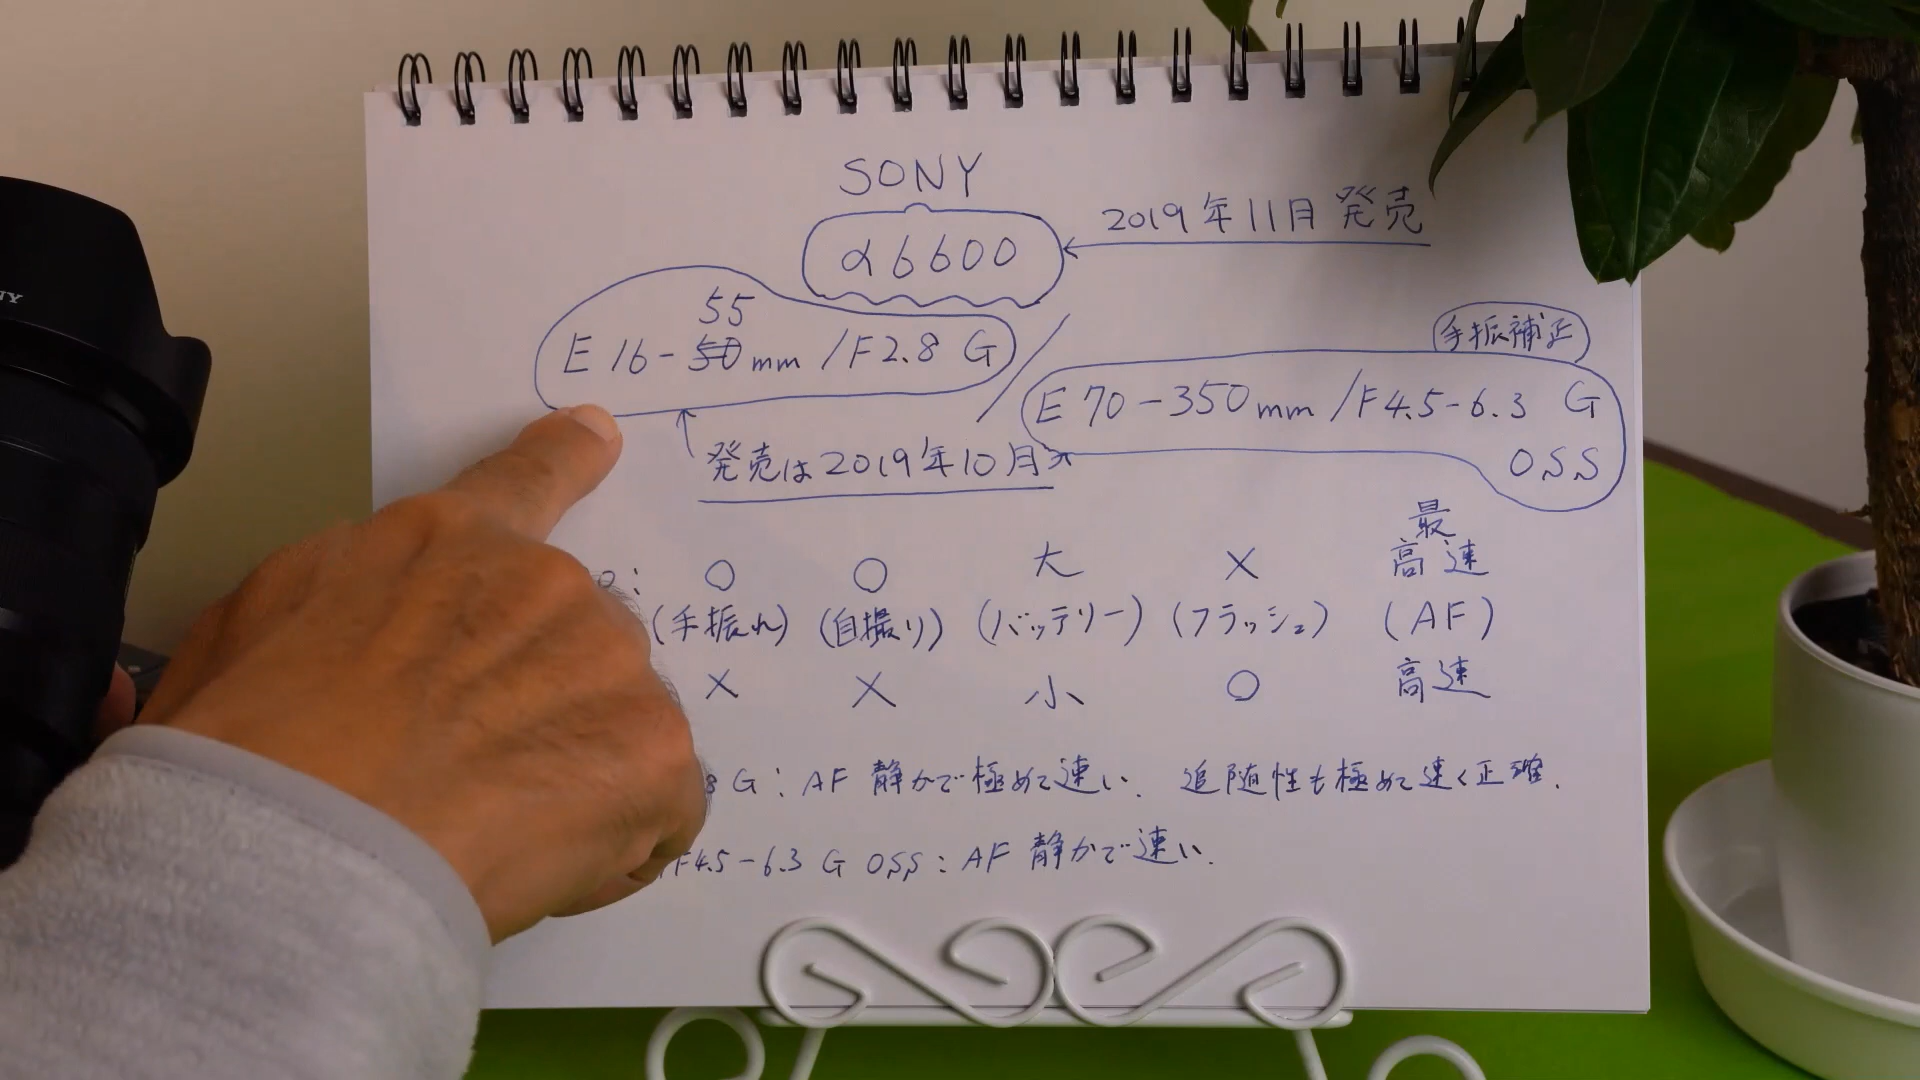 SONY
α6600
2019年11月発売
55
E 16-50mm /F2.8 G
手振補正
E 70-350mm /F4.5-6.3 G
OSS
発売は2019年10月
最
○ ○ 大 × 高速
(手振れ) (自撮り) (バッテリー) (フラッシュ) (AF)
× × 小 ○ 高速
8 G : AF 静かで極めて速い. 追随性も極めて速く正確.
F4.5-6.3 G OSS : AF 静かで速い.